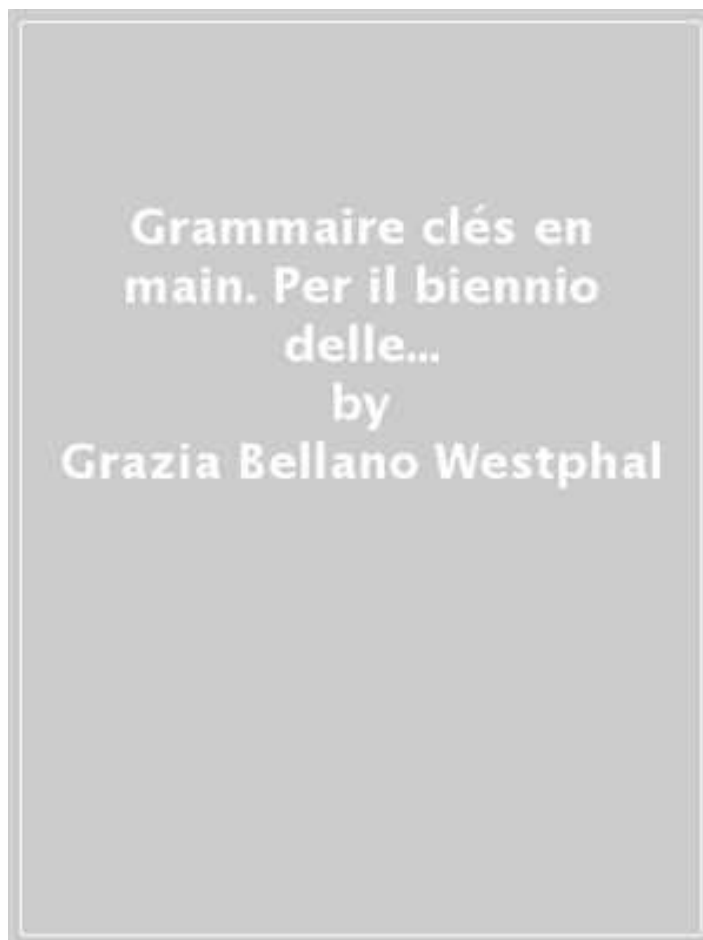 Grammaire clés en
main. Per il biennio
delle...
by
Grazia Bellano Westphal